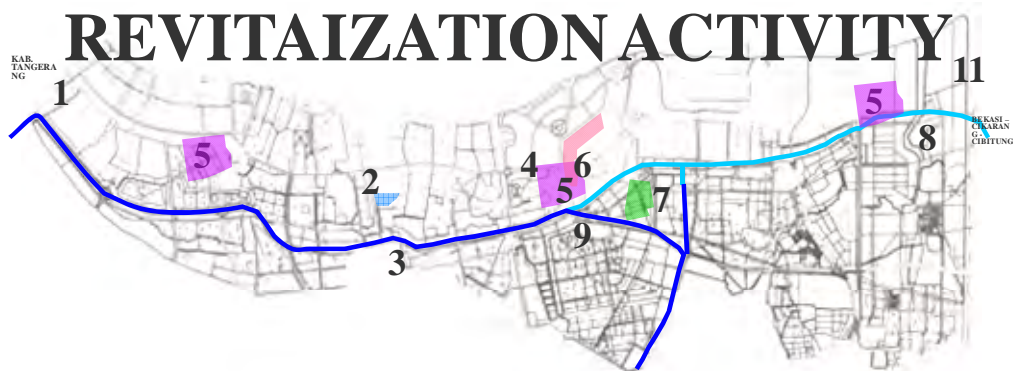 REVITAIZATION ACTIVITY
KAB.
TANGERA
NG
1
11
5
BEKASI –
CIKARAN
G -
CIBITUNG
8
5
4
6
2
5
7
9
3